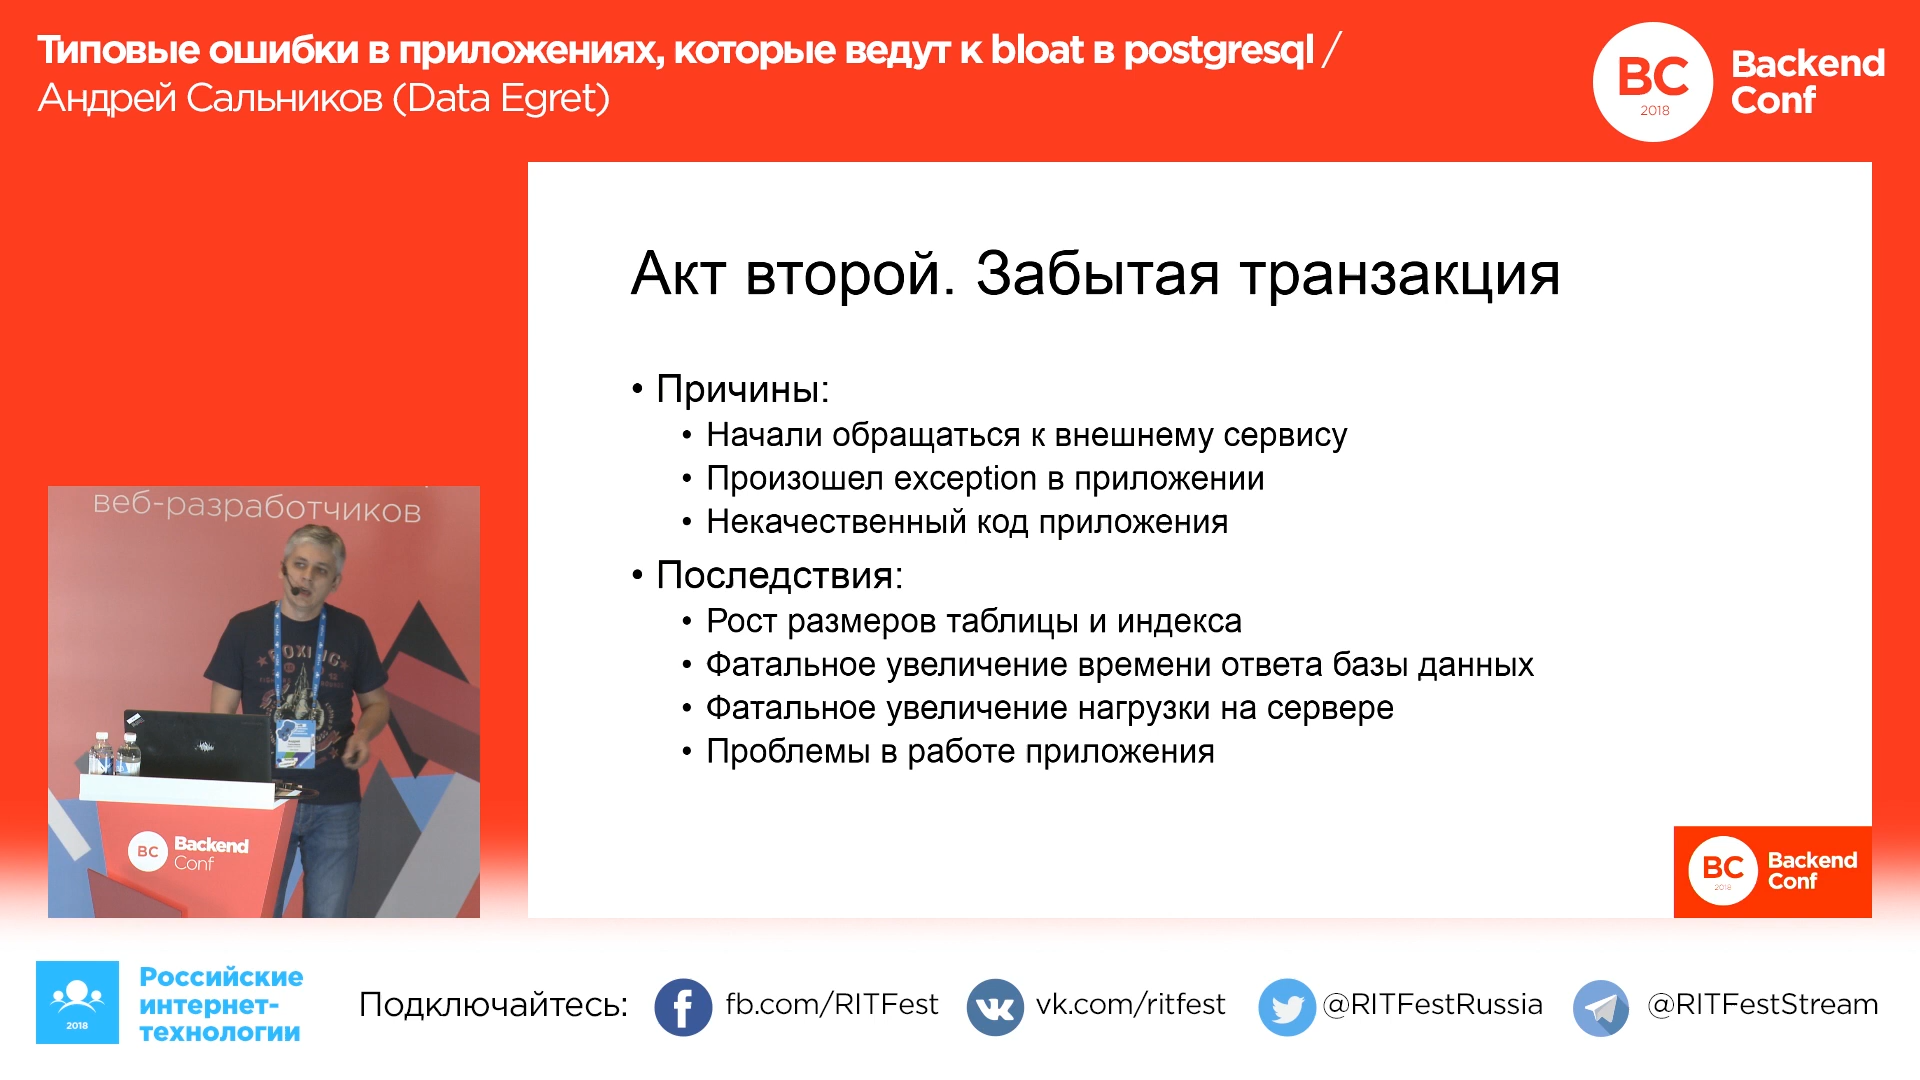 Типовые ошибки в приложениях, которые ведут к bloat в postgresql /
Андрей Сальников (Data Egret)
BC
2018
Backend
Conf
Акт второй. Забытая транзакция
• Причины:
• Начали обращаться к внешнему сервису
• Произошел exception в приложении
• Некачественный код приложения
• Последствия:
• Рост размеров таблицы и индекса
• Фатальное увеличение времени ответа базы данных
• Фатальное увеличение нагрузки на сервере
• Проблемы в работе приложения
BC
2018
Backend
Conf
веб-разработчиков
BC
Backend
Conf
2018
Российские
интернет-
технологии
Подключайтесь:
fb.com/RITFest
vk.com/ritfest
@RITFestRussia
@RITFestStream